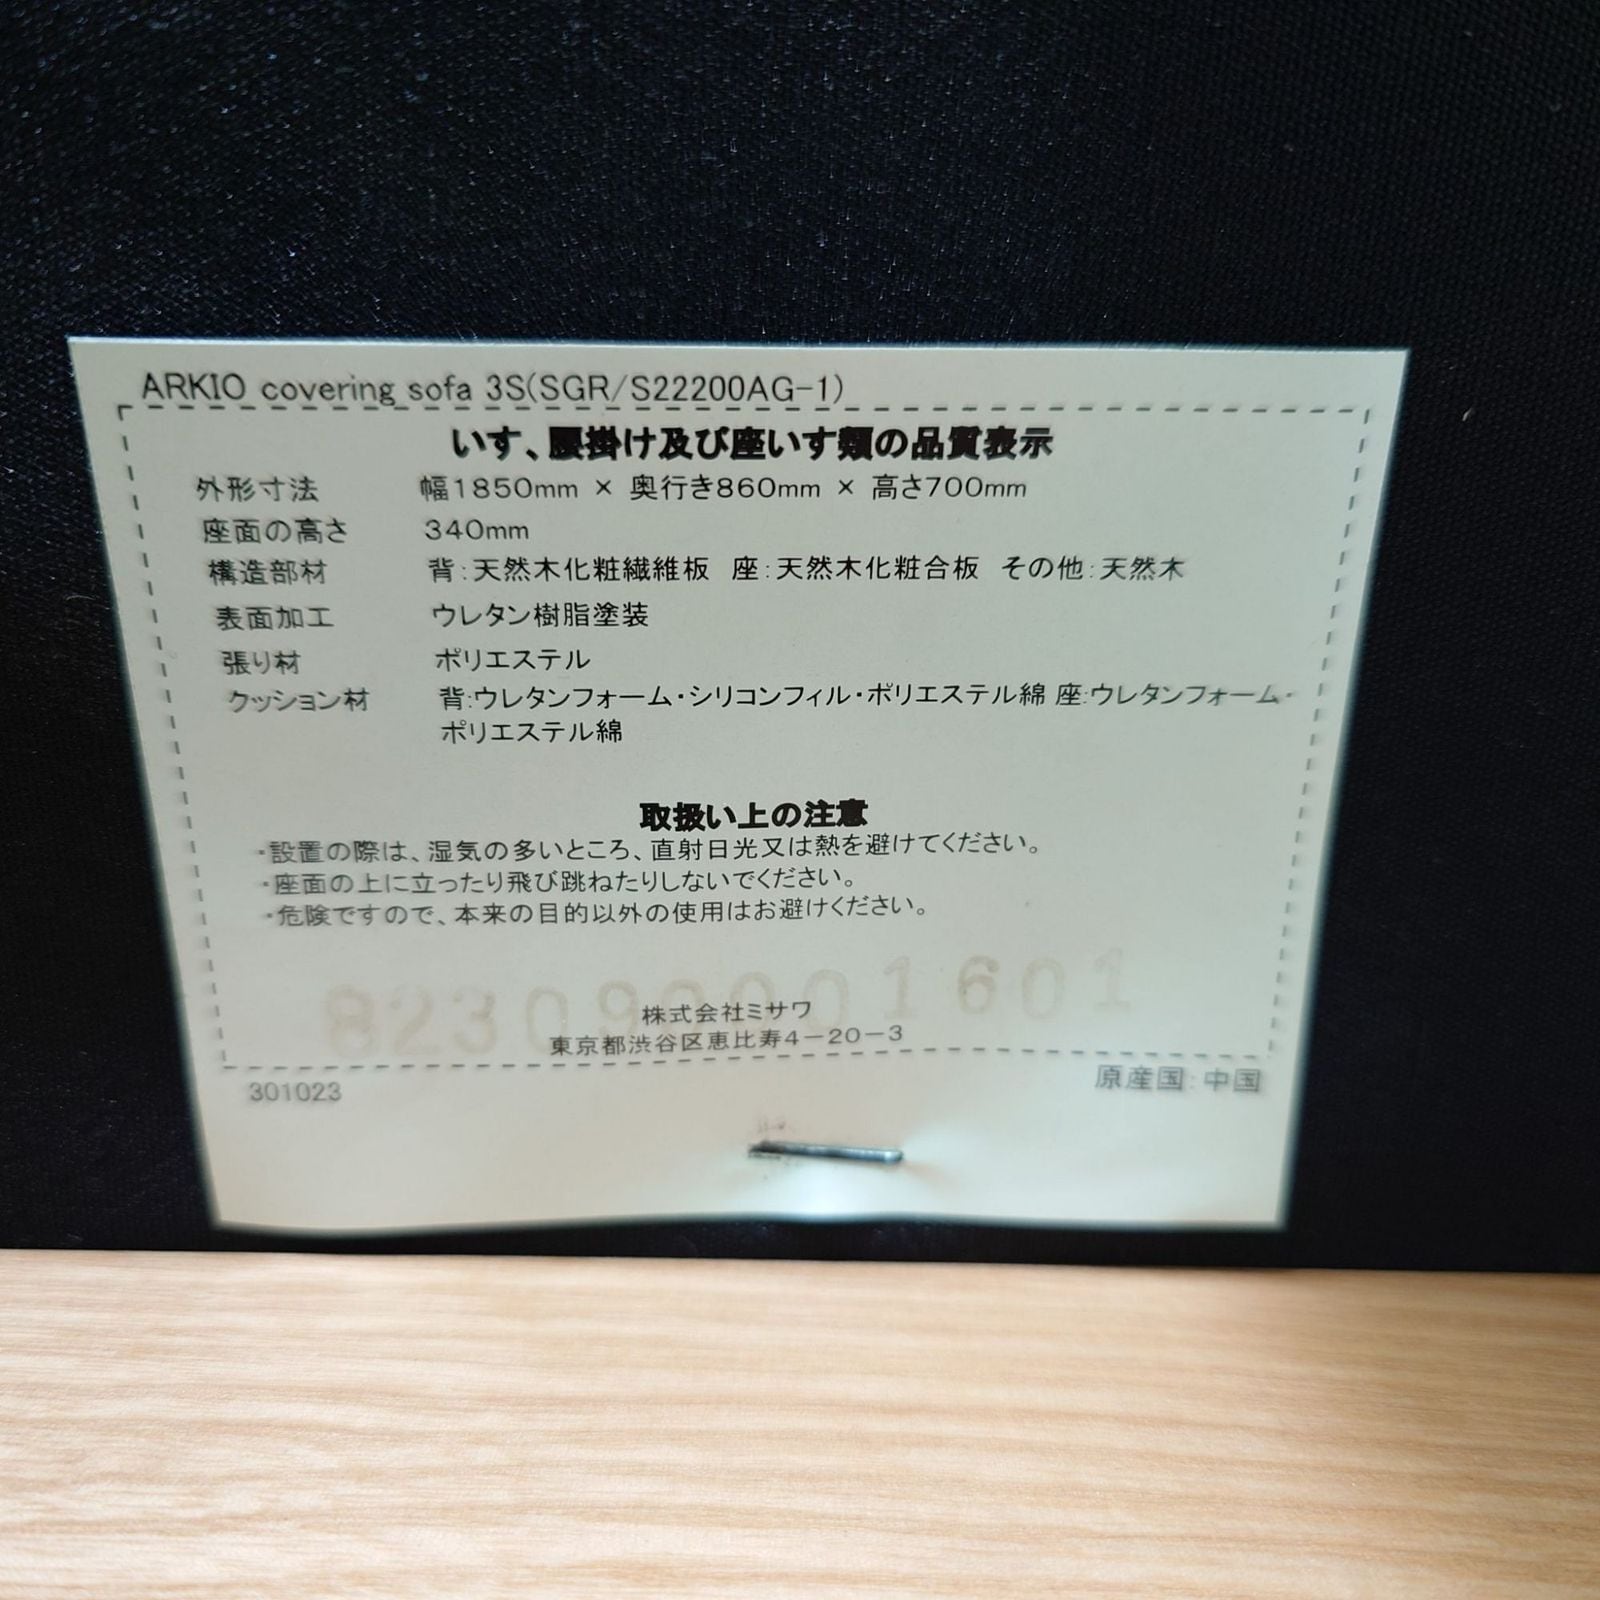 ARKIO covering sofa 3S(SGR/S22200AG-1)
いす、腰掛け及び座いす類の品質表示
外形寸法 幅1850mm × 奥行き860mm × 高さ700mm
座面の高さ 340mm
構造部材 背:天然木化粧繊維板 座:天然木化粧合板 その他:天然木
表面加工 ウレタン樹脂塗装
張り材 ポリエステル
クッション材 背:ウレタンフォーム・シリコンフィル・ポリエステル綿 座:ウレタンフォーム・
ポリエステル綿
取扱い上の注意
・設置の際は、湿気の多いところ、直射日光又は熱を避けてください。
・座面の上に立ったり飛び跳ねたりしないでください。
・危険ですので、本来の目的以外の使用はお避けください。
株式会社ミサワ
東京都渋谷区恵比寿4-20-3
301023
原産国:中国